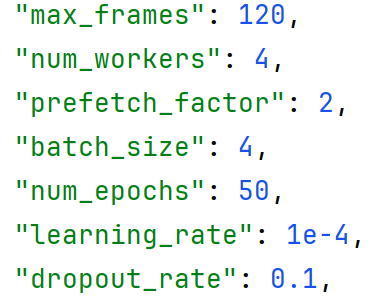 "max_frames": 120,
"num_workers": 4,
"prefetch_factor": 2,
"batch_size": 4,
"num_epochs": 50,
"learning_rate": 1e-4,
"dropout_rate": 0.1,